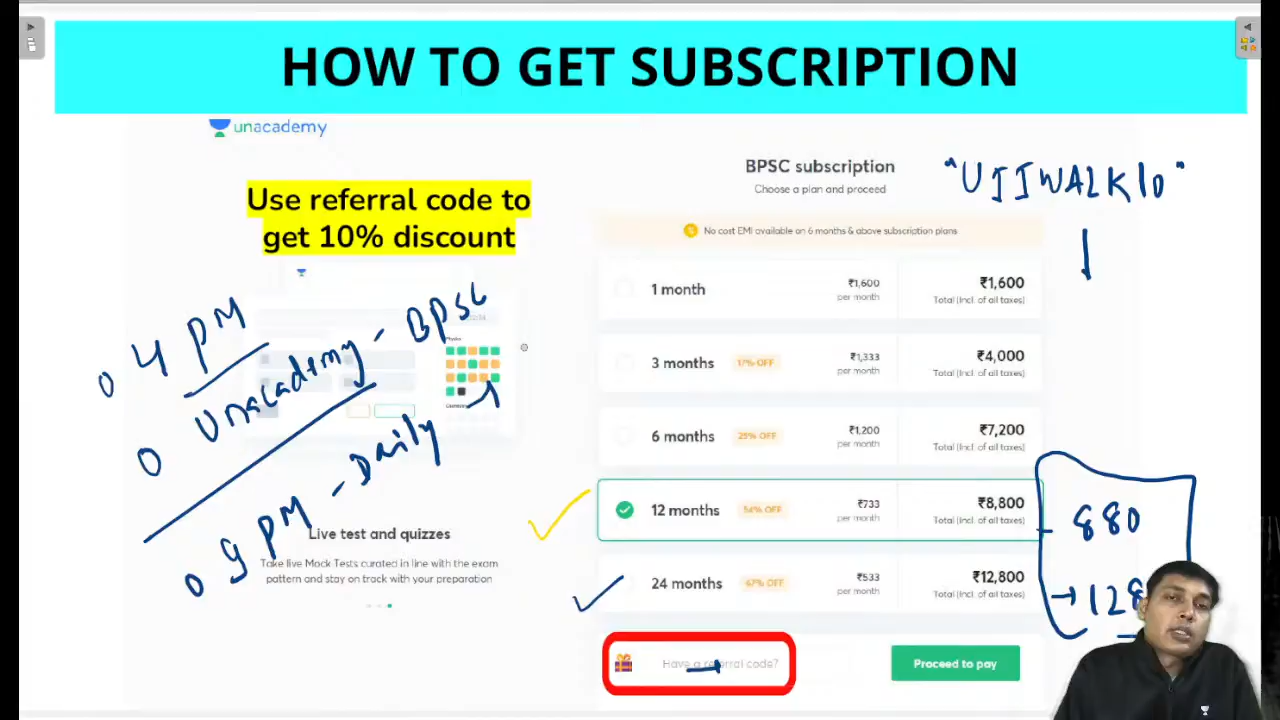 HOW TO GET SUBSCRIPTION
unacademy
Use referral code to
get 10% discount
BPSC subscription
Choose a plan and proceed
"UJJWALK10"
No cost EMI available on 6 months & above subscription plans
1 month
₹1,600
per month
₹1,600
Total (Incl. of all taxes)
3 months
17% OFF
₹1,333
per month
₹4,000
Total (Incl. of all taxes)
6 months
25% OFF
₹1,200
per month
₹7,200
Total (Incl. of all taxes)
12 months
54% OFF
₹733
per month
₹8,800
Total (Incl. of all taxes)
24 months
67% OFF
₹533
per month
₹12,800
Total (Incl. of all taxes)
Have a referral code?
Proceed to pay
4 PM
Unacademy - BPSC
9 PM - Daily
Live test and quizzes
Take live Mock Tests curated in line with the exam
pattern and stay on track with your preparation
- 880
→ 128